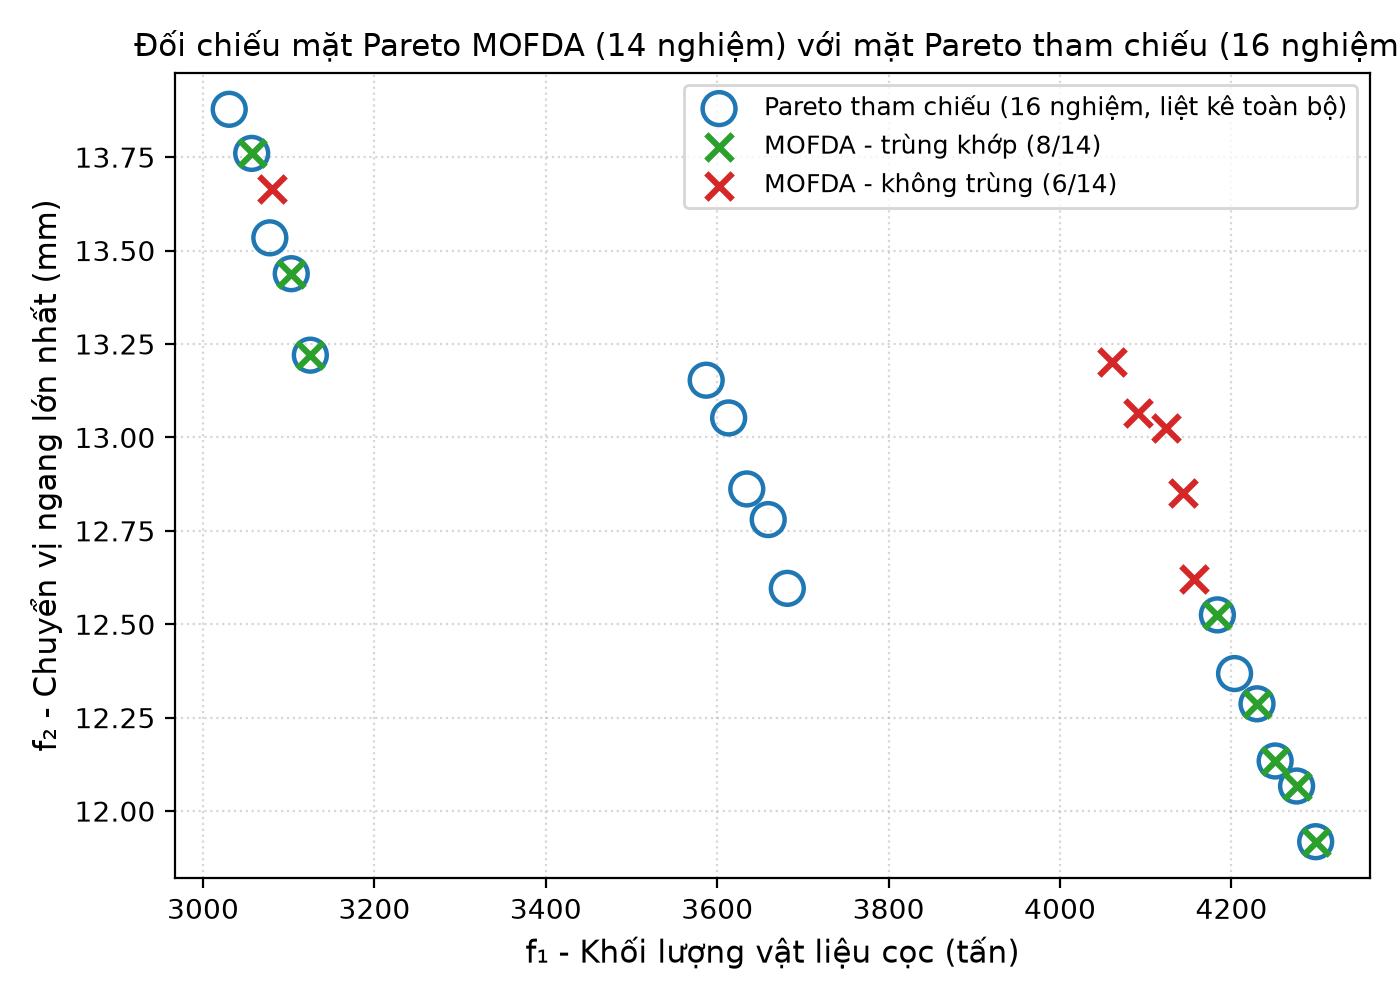 Đối chiếu mặt Pareto MOFDA (14 nghiệm) với mặt Pareto tham chiếu (16 nghiệm
Pareto tham chiếu (16 nghiệm, liệt kê toàn bộ)
MOFDA - trùng khớp (8/14)
MOFDA - không trùng (6/14)
f₂ - Chuyển vị ngang lớn nhất (mm)
13.75
13.50
13.25
13.00
12.75
12.50
12.25
12.00
3000 3200 3400 3600 3800 4000 4200
f₁ - Khối lượng vật liệu cọc (tấn)